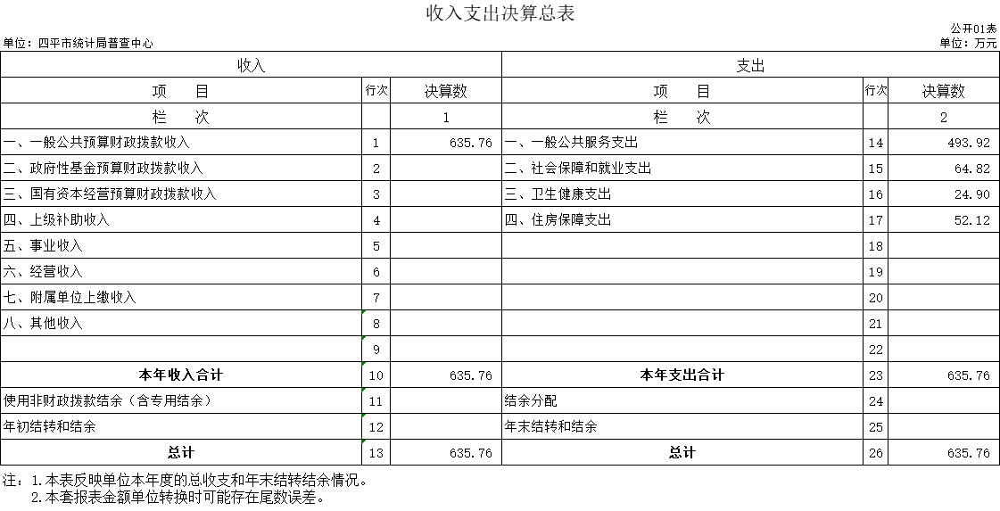 收入支出决算总表
公开01表
单位：四平市统计局普查中心 单位：万元
收入 支出
项 目 行次 决算数 项 目 行次 决算数
栏 次 1 栏 次 2
一、一般公共预算财政拨款收入 1 635.76 一、一般公共服务支出 14 493.92
二、政府性基金预算财政拨款收入 2 二、社会保障和就业支出 15 64.82
三、国有资本经营预算财政拨款收入 3 三、卫生健康支出 16 24.90
四、上级补助收入 4 四、住房保障支出 17 52.12
五、事业收入 5 18
六、经营收入 6 19
七、附属单位上缴收入 7 20
八、其他收入 8 21
9 22
本年收入合计 10 635.76 本年支出合计 23 635.76
使用非财政拨款结余（含专用结余） 11 结余分配 24
年初结转和结余 12 年末结转和结余 25
总计 13 635.76 总计 26 635.76
注：1.本表反映单位本年度的总收支和年末结转结余情况。
2.本套报表金额单位转换时可能存在尾数误差。